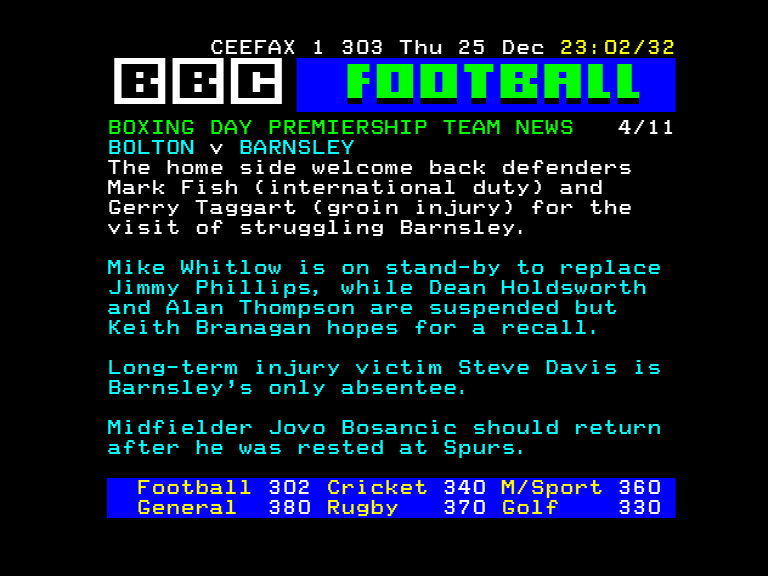 CEEFAX 1 303 Thu 25 Dec 23:02/32
BBC FOOTBALL
BOXING DAY PREMIERSHIP TEAM NEWS 4/11
BOLTON v BARNSLEY
The home side welcome back defenders
Mark Fish (international duty) and
Gerry Taggart (groin injury) for the
visit of struggling Barnsley.
Mike Whitlow is on stand-by to replace
Jimmy Phillips, while Dean Holdsworth
and Alan Thompson are suspended but
Keith Branagan hopes for a recall.
Long-term injury victim Steve Davis is
Barnsley's only absentee.
Midfielder Jovo Bosancic should return
after he was rested at Spurs.
Football 302 Cricket 340 M/Sport 360
General 380 Rugby 370 Golf 330